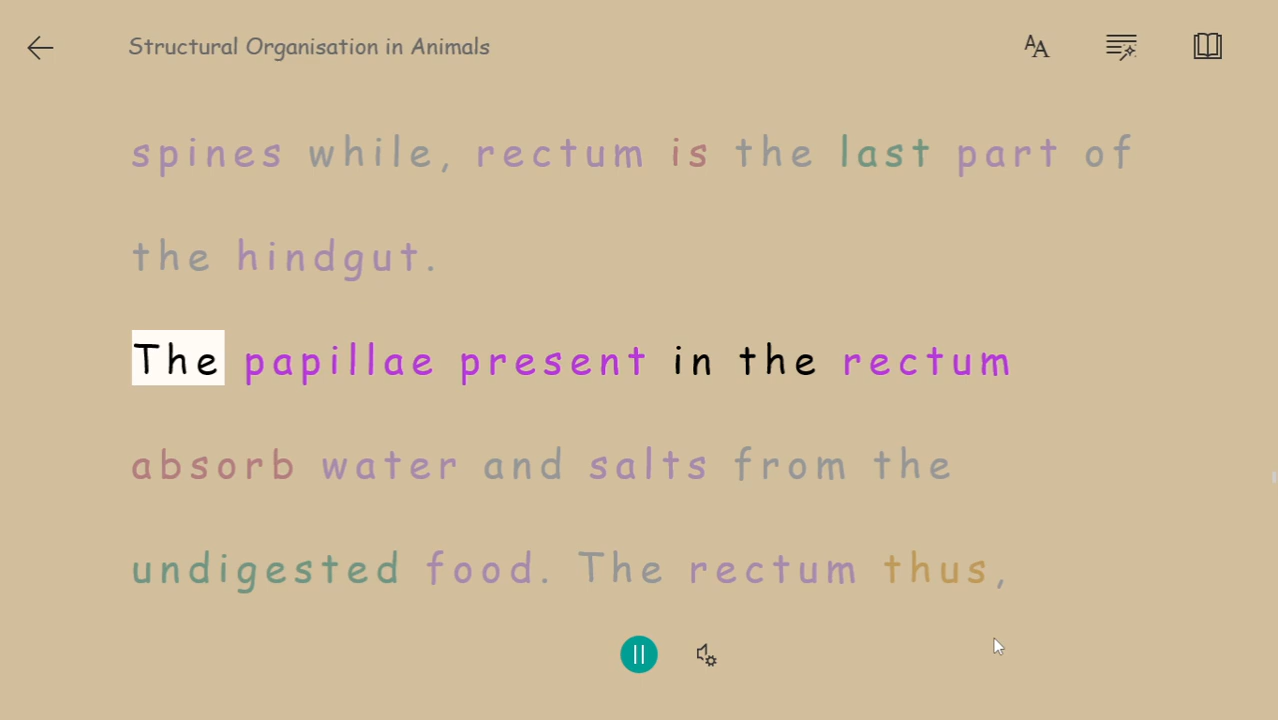 Structural Organisation in Animals
spines while, rectum is the last part of
the hindgut.
The papillae present in the rectum
absorb water and salts from the
undigested food. The rectum thus,